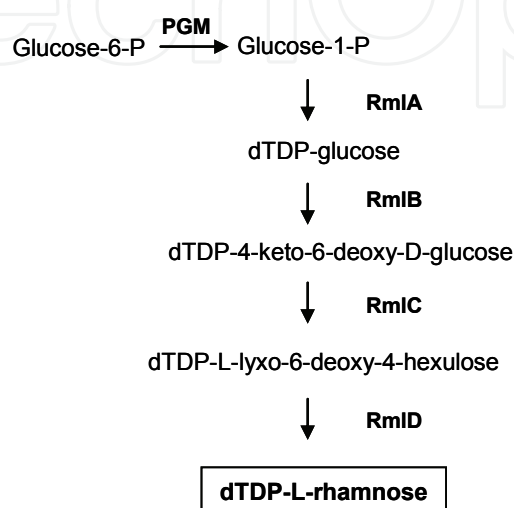 PGM
Glucose-6-P Glucose-1-P
RmlA
dTDP-glucose
RmlB
dTDP-4-keto-6-deoxy-D-glucose
RmlC
dTDP-L-lyxo-6-deoxy-4-hexulose
RmlD
dTDP-L-rhamnose